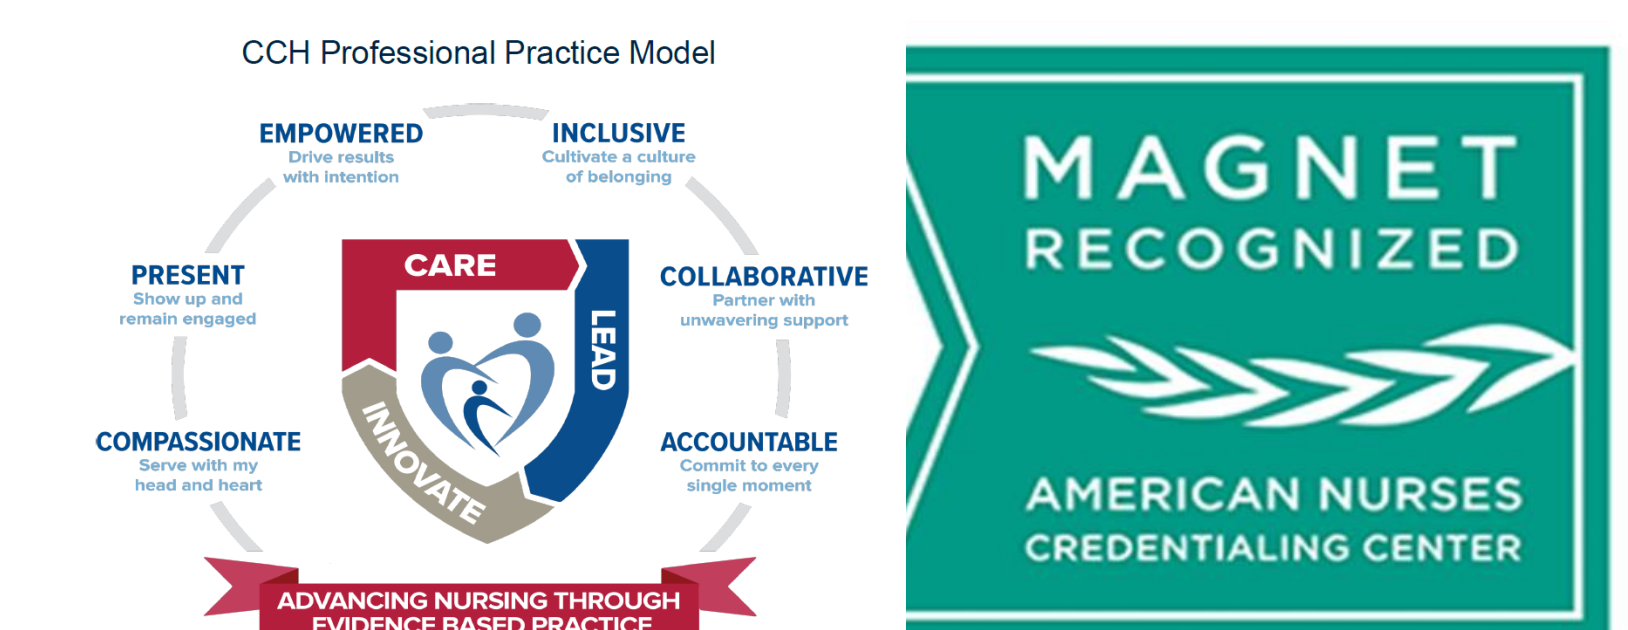 CCH Professional Practice Model
EMPOWERED
Drive results
with intention
INCLUSIVE
Cultivate a culture
of belonging
PRESENT
Show up and
remain engaged
COLLABORATIVE
Partner with
unwavering support
COMPASSIONATE
Serve with my
head and heart
ACCOUNTABLE
Commit to every
single moment
CARE
LEAD
INNOVATE
ADVANCING NURSING THROUGH
EVIDENCE BASED PRACTICE
MAGNET
RECOGNIZED
AMERICAN NURSES
CREDENTIALING CENTER